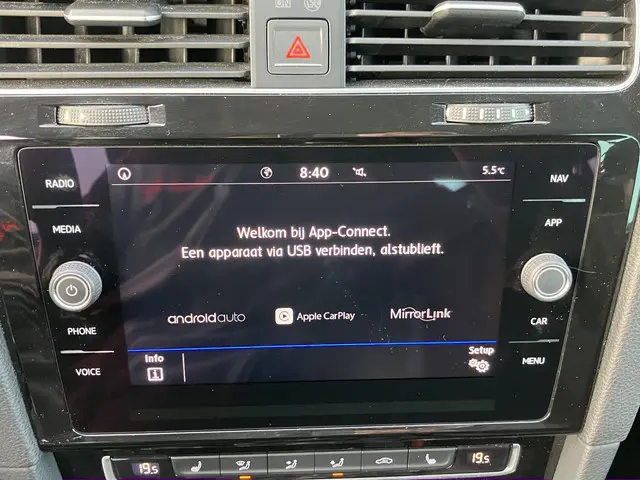 RADIO
MEDIA
PHONE
VOICE
8:40
5.5°C
Welkom bij App-Connect.
Een apparaat via USB verbinden, alstublieft.
androidauto
Apple CarPlay
MirrorLink
Info
Setup
NAV
APP
CAR
MENU
19.5
19.5